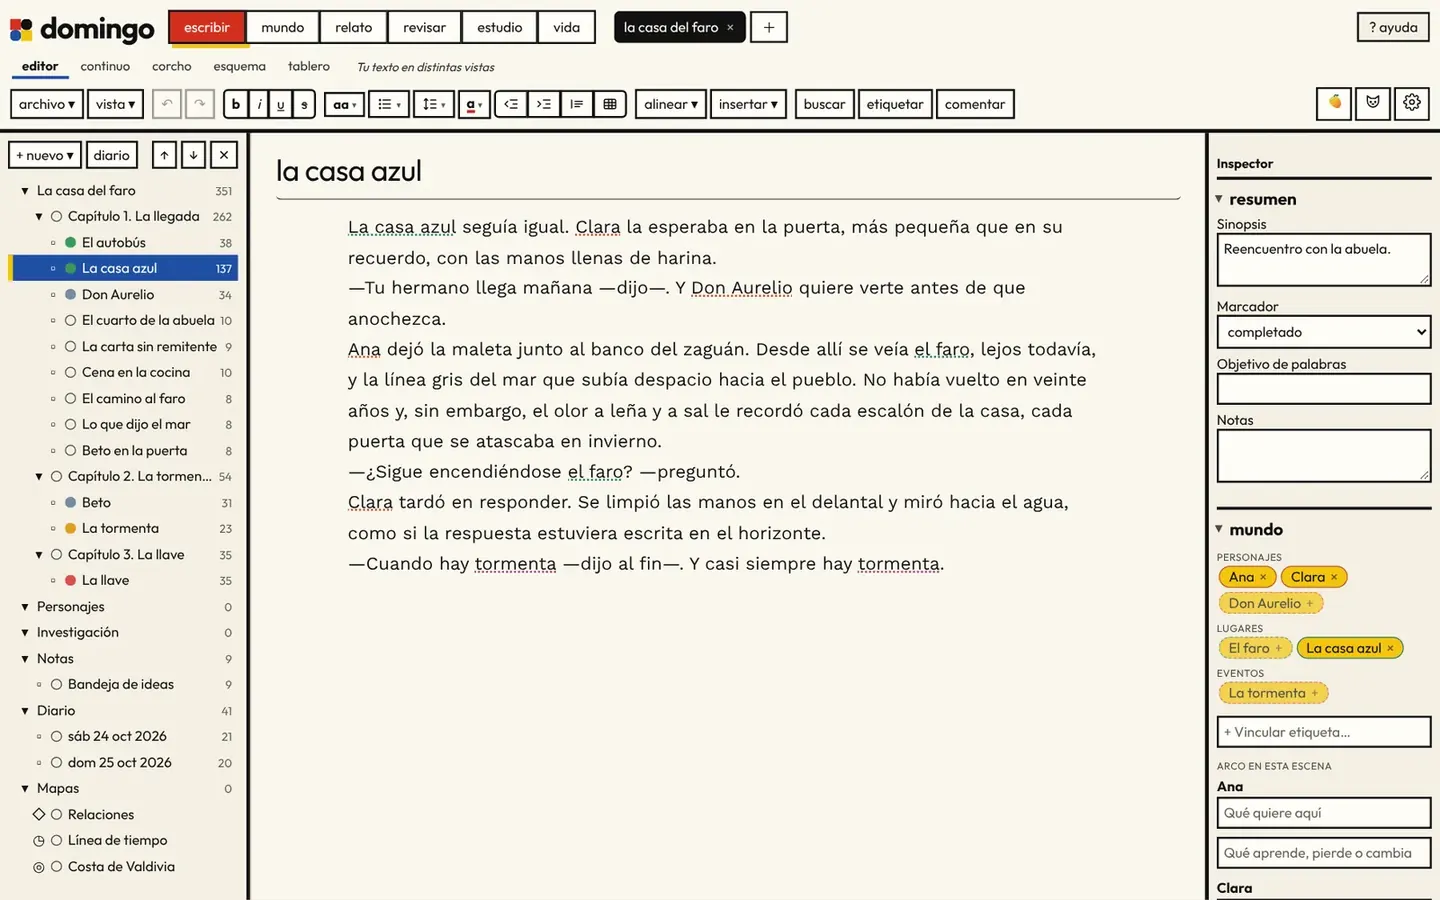 domingo
escribir mundo relato revisar estudio vida la casa del faro × + ? ayuda
editor continuo corcho esquema tablero Tu texto en distintas vistas
archivo ▾ vista ▾ b i u s aa a alinear ▾ insertar ▾ buscar etiquetar comentar
+ nuevo ▾ diario ↑ ↓ ×
La casa del faro 351
Capítulo 1. La llegada 262
El autobús 38
La casa azul 137
Don Aurelio 34
El cuarto de la abuela 10
La carta sin remitente 9
Cena en la cocina 10
El camino al faro 8
Lo que dijo el mar 8
Beto en la puerta 8
Capítulo 2. La tormen... 54
Beto 31
La tormenta 23
Capítulo 3. La llave 35
La llave 35
Personajes 0
Investigación 0
Notas 9
Bandeja de ideas 9
Diario 41
sáb 24 oct 2026 21
dom 25 oct 2026 20
Mapas 0
Relaciones
Línea de tiempo
Costa de Valdivia
la casa azul
La casa azul seguía igual. Clara la esperaba en la puerta, más pequeña que en su
recuerdo, con las manos llenas de harina.
—Tu hermano llega mañana —dijo—. Y Don Aurelio quiere verte antes de que
anochezca.
Ana dejó la maleta junto al banco del zaguán. Desde allí se veía el faro, lejos todavía,
y la línea gris del mar que subía despacio hacia el pueblo. No había vuelto en veinte
años y, sin embargo, el olor a leña y a sal le recordó cada escalón de la casa, cada
puerta que se atascaba en invierno.
—¿Sigue encendiéndose el faro? —preguntó.
Clara tardó en responder. Se limpió las manos en el delantal y miró hacia el agua,
como si la respuesta estuviera escrita en el horizonte.
—Cuando hay tormenta —dijo al fin—. Y casi siempre hay tormenta.
Inspector
resumen
Sinopsis
Reencuentro con la abuela.
Marcador
completado
Objetivo de palabras
Notas
mundo
PERSONAJES
Ana × Clara ×
Don Aurelio +
LUGARES
El faro + La casa azul ×
EVENTOS
La tormenta +
+ Vincular etiqueta...
ARCO EN ESTA ESCENA
Ana
Qué quiere aquí
Qué aprende, pierde o cambia
Clara